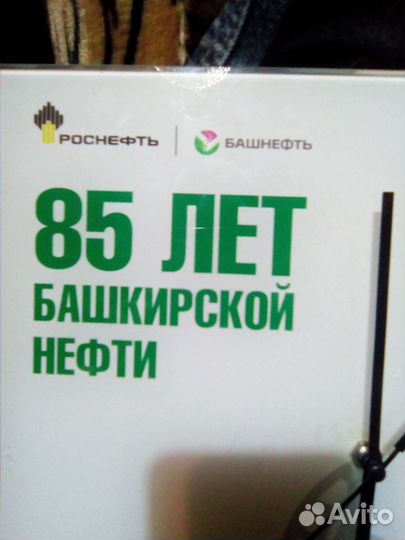 РОСНЕФТЬ | БАШНЕФТЬ
85 ЛЕТ
БАШКИРСКОЙ
НЕФТИ
Avito